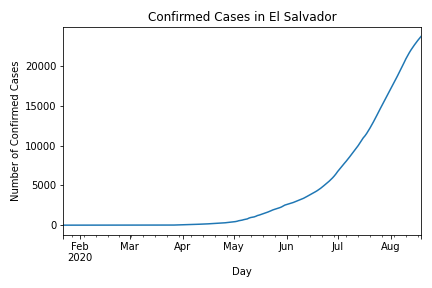 Confirmed Cases in El Salvador
Number of Confirmed Cases
20000
15000
10000
5000
0
Feb Mar Apr May Jun Jul Aug
2020
Day